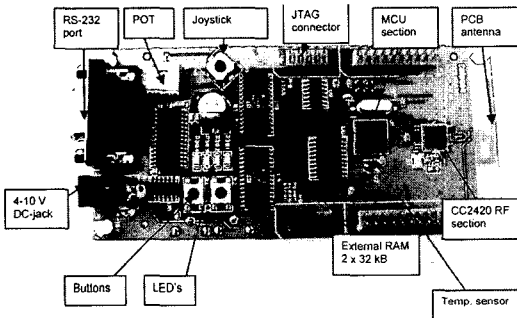 RS-232
port
POT
Joystick
JTAG
connector
MCU
section
PCB
antenna
4-10 V
DC-jack
Buttons
LED's
External RAM
2 x 32 kB
CC2420 RF
section
Temp. sensor